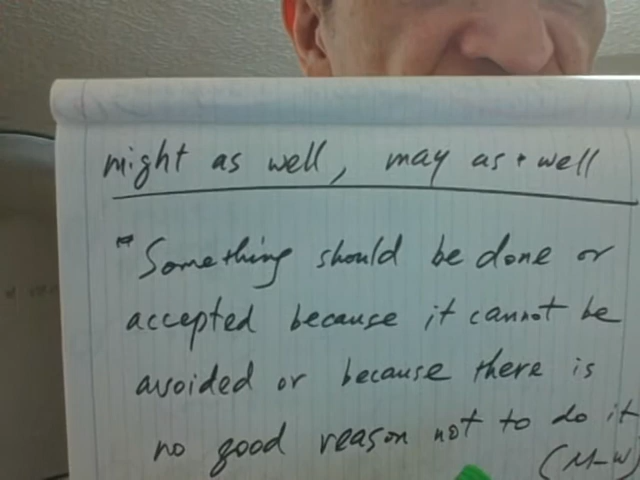 might as well, may as well
"Something should be done or
accepted because it cannot be
avoided or because there is
no good reason not to do it
(M-W)